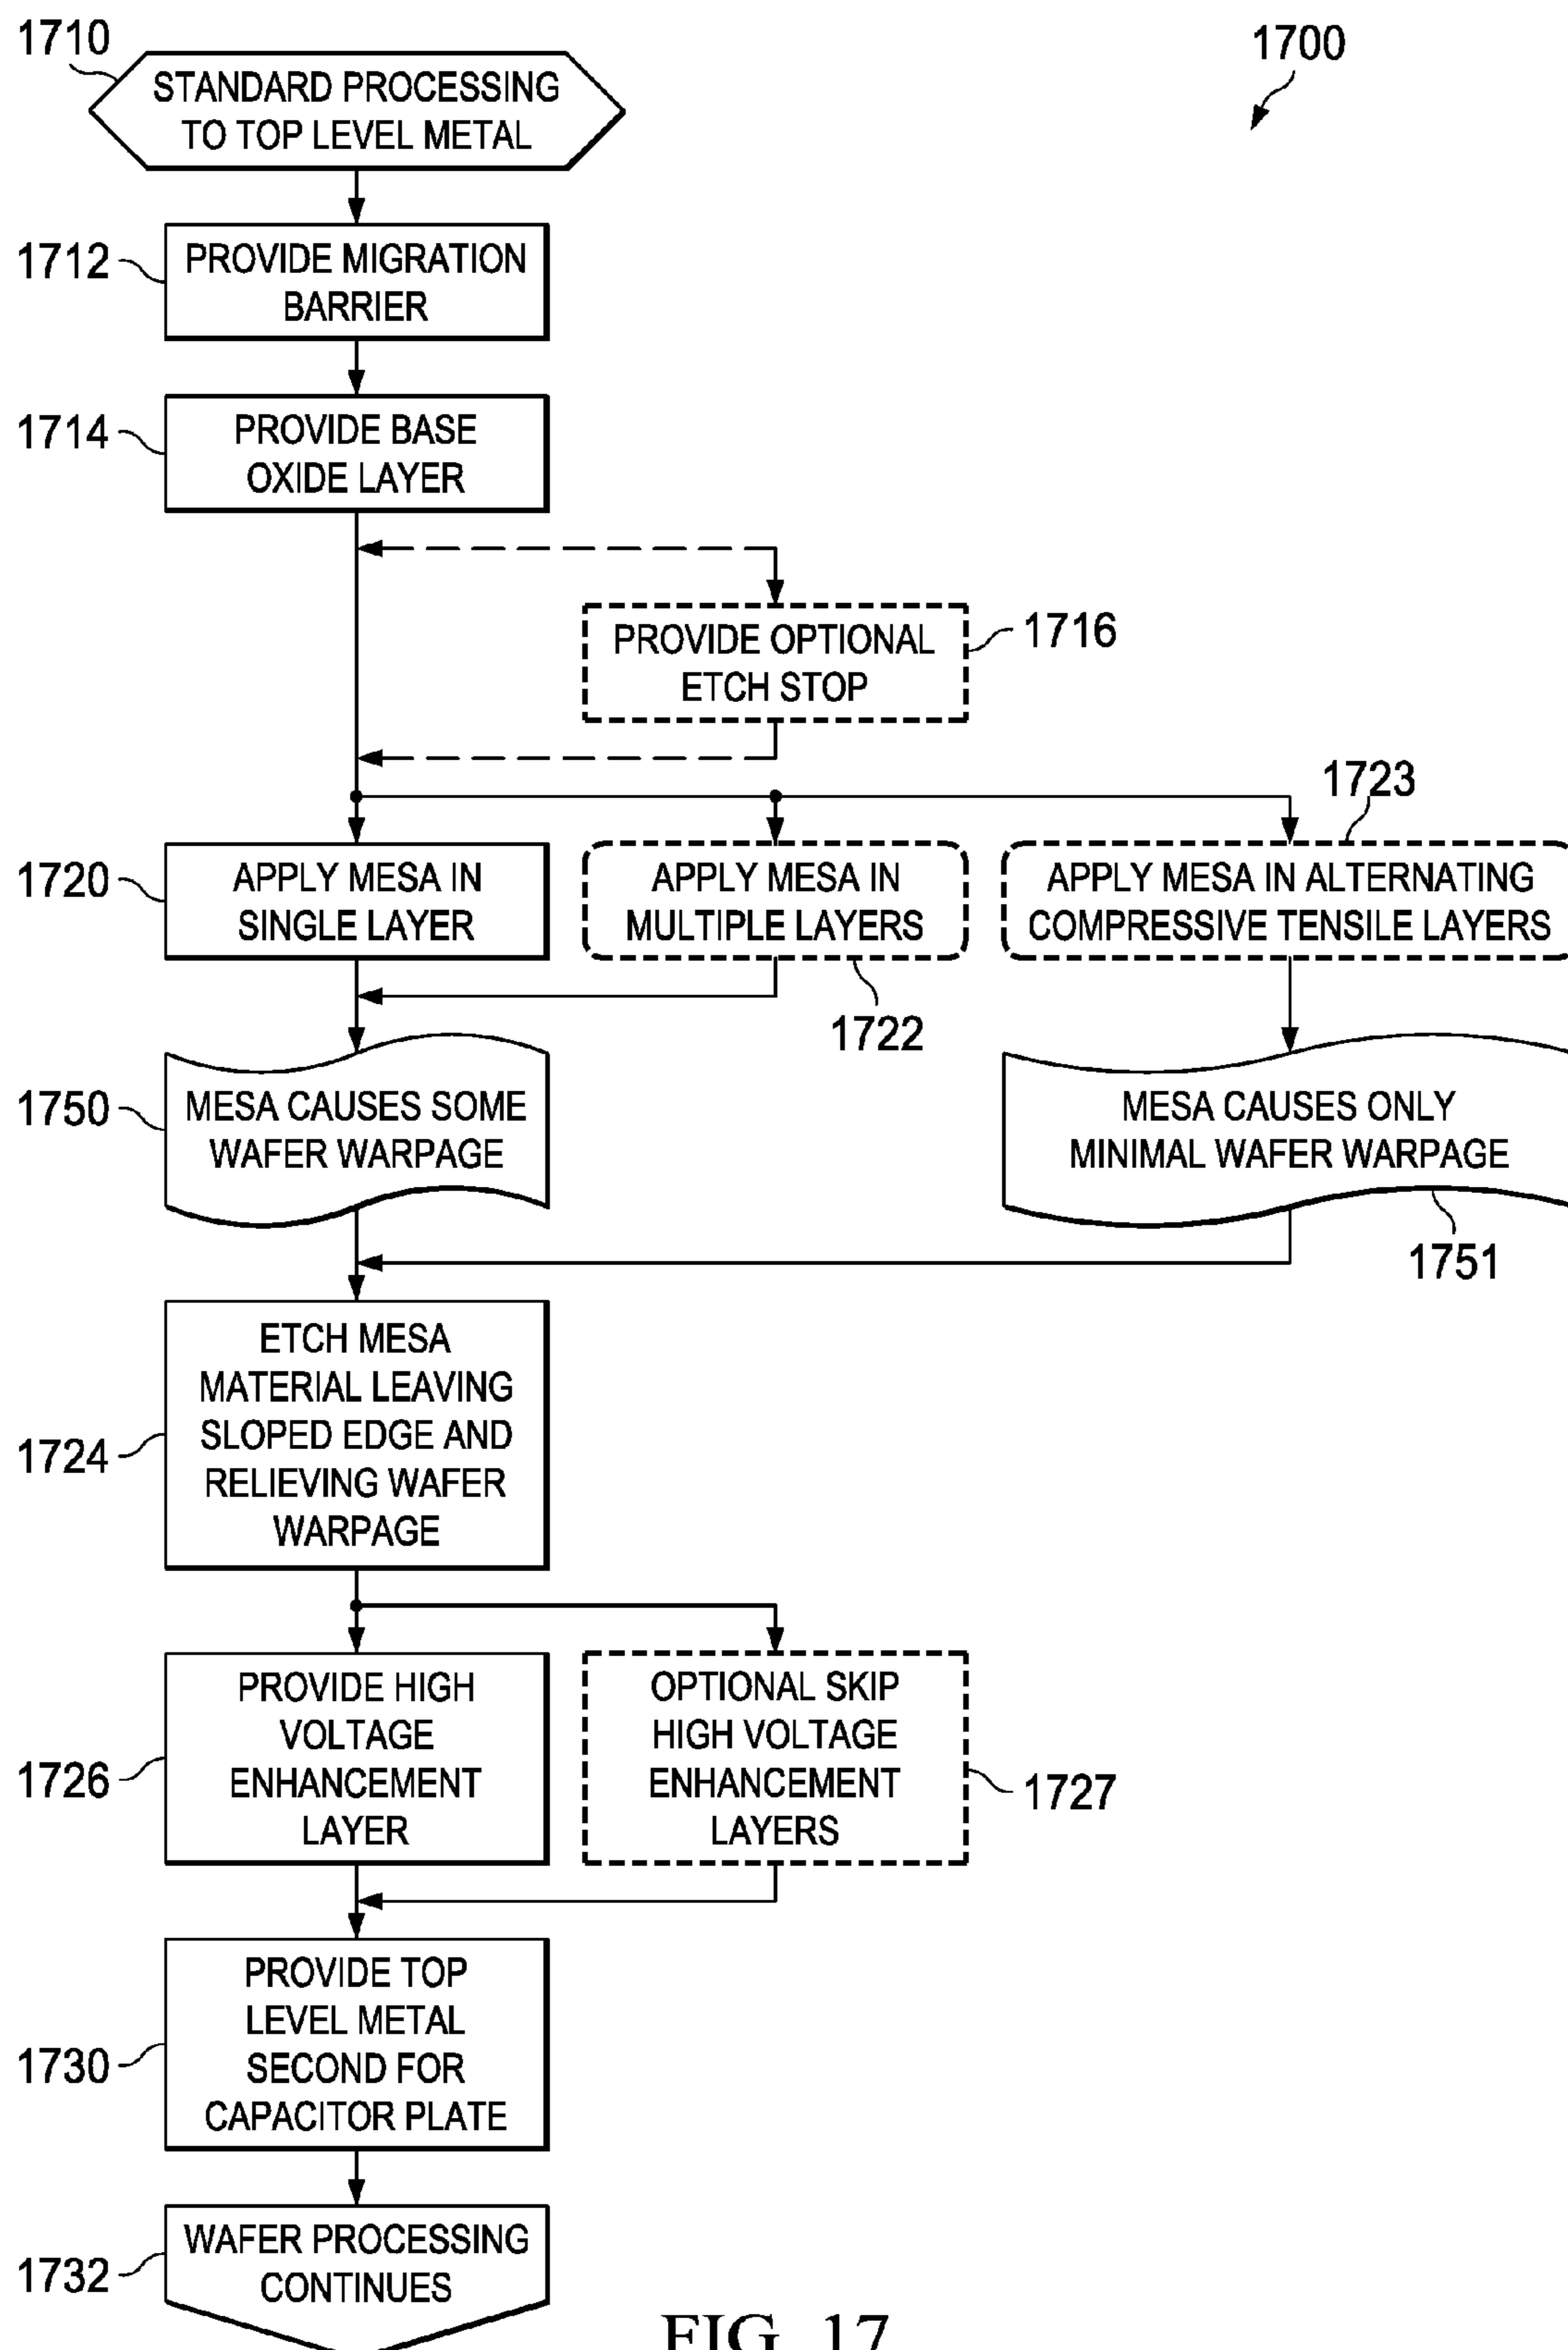 1710
1700
STANDARD PROCESSING
TO TOP LEVEL METAL
1712
PROVIDE MIGRATION
BARRIER
1714
PROVIDE BASE
OXIDE LAYER
PROVIDE OPTIONAL
ETCH STOP
1716
1723
1720
APPLY MESA IN
SINGLE LAYER
APPLY MESA IN
MULTIPLE LAYERS
1722
APPLY MESA IN ALTERNATING
COMPRESSIVE TENSILE LAYERS
1750
MESA CAUSES SOME
WAFER WARPAGE
MESA CAUSES ONLY
MINIMAL WAFER WARPAGE
1751
1724
ETCH MESA
MATERIAL LEAVING
SLOPED EDGE AND
RELIEVING WAFER
WARPAGE
1726
PROVIDE HIGH
VOLTAGE
ENHANCEMENT
LAYER
OPTIONAL SKIP
HIGH VOLTAGE
ENHANCEMENT
LAYERS
1727
1730
PROVIDE TOP
LEVEL METAL
SECOND FOR
CAPACITOR PLATE
1732
WAFER PROCESSING
CONTINUES
FIG. 17